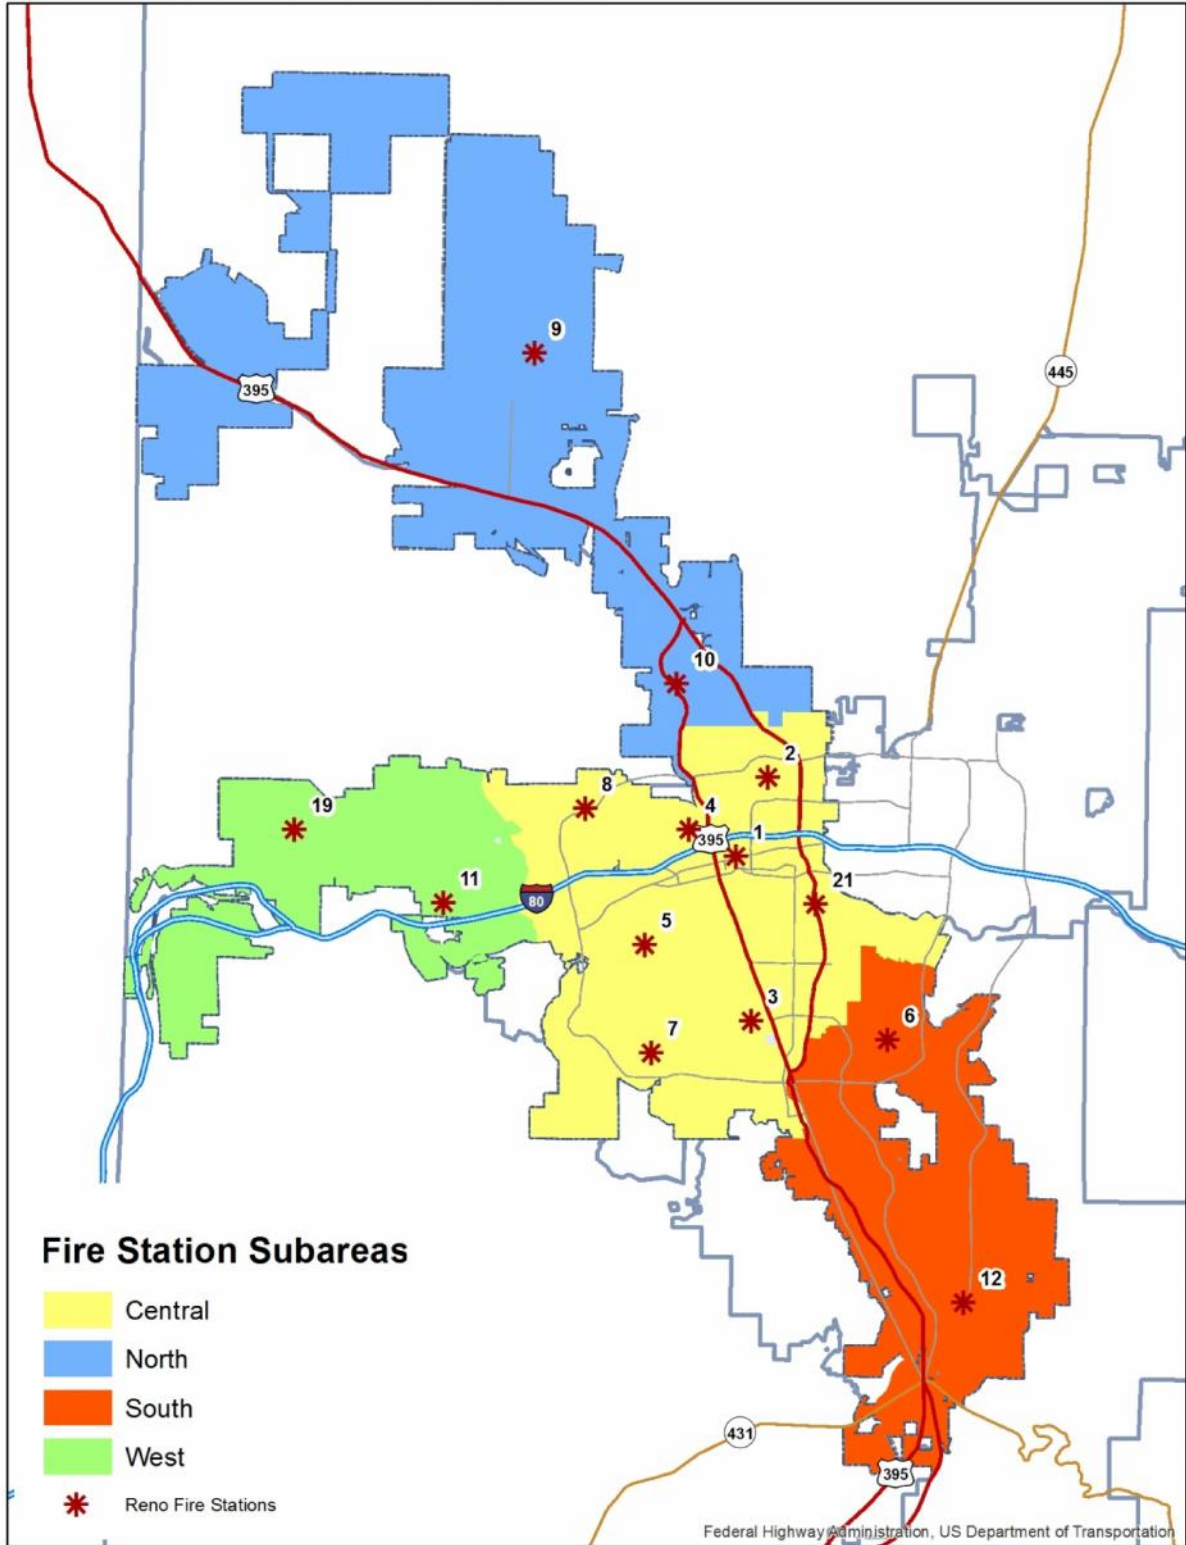 9
395
445
10
2
8
19
4
395
1
11
80
21
5
3
6
7
Fire Station Subareas
12
Central
North
South
West
431
395
Reno Fire Stations
Federal Highway Administration, US Department of Transportation